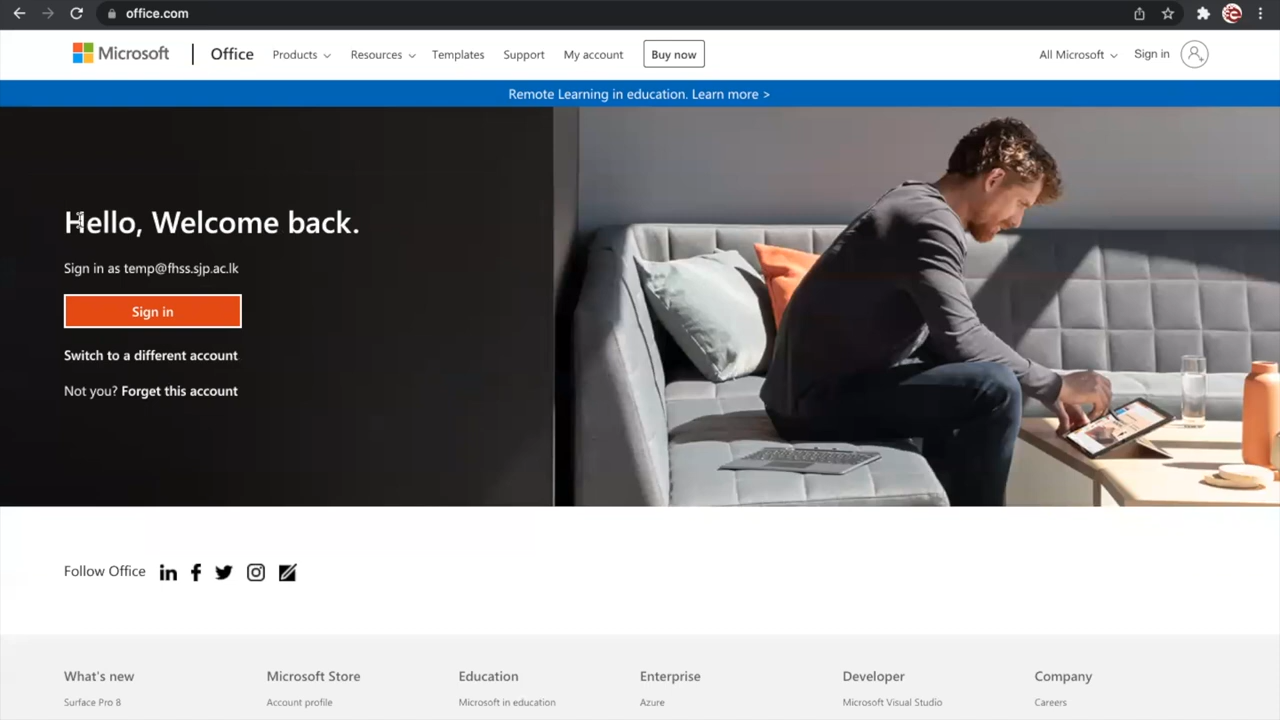 office.com
Microsoft Office Products Resources Templates Support My account Buy now All Microsoft Sign in
Remote Learning in education. Learn more >
Hello, Welcome back.
Sign in as temp@fhss.sjp.ac.lk
Sign in
Switch to a different account
Not you? Forget this account
Follow Office
What's new Microsoft Store Education Enterprise Developer Company
Surface Pro 8 Account profile Microsoft in education Azure Microsoft Visual Studio Careers